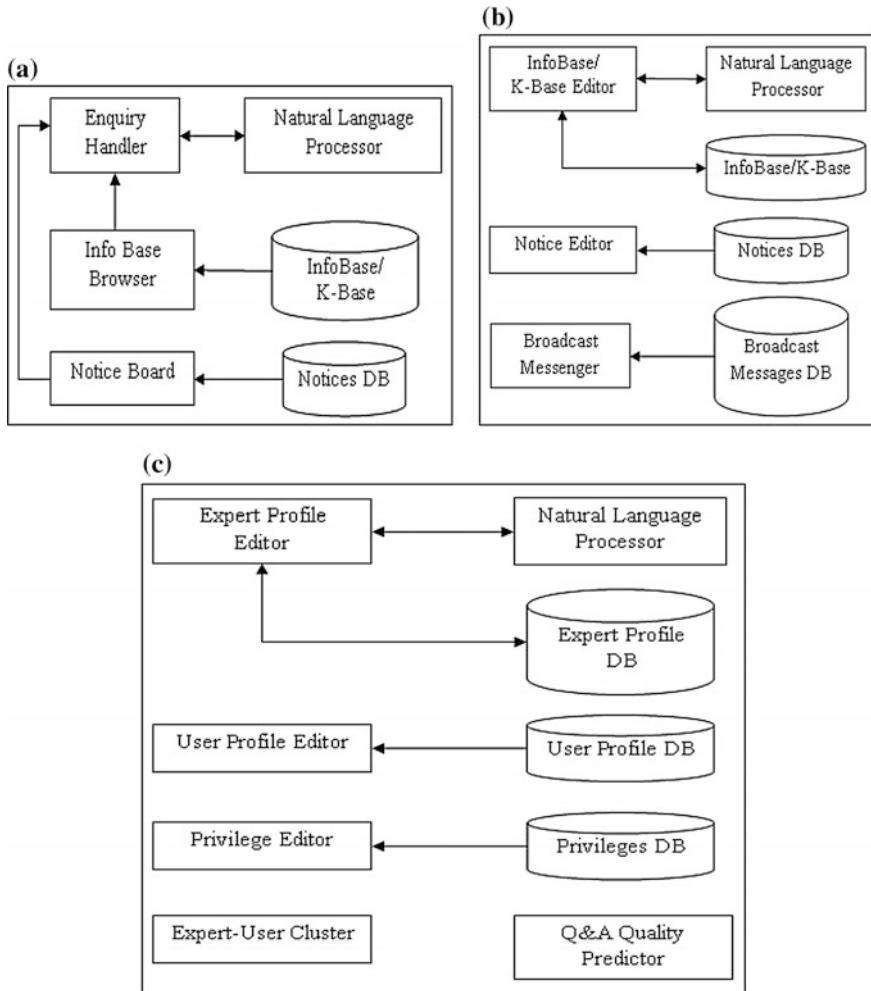 (a)
Enquiry
Handler
Natural Language
Processor
Info Base
Browser
InfoBase/
K-Base
Notice Board
Notices DB
(b)
InfoBase/
K-Base Editor
Natural Language
Processor
InfoBase/K-Base
Notice Editor
Notices DB
Broadcast
Messenger
Broadcast
Messages DB
(c)
Expert Profile
Editor
Natural Language
Processor
Expert Profile
DB
User Profile Editor
User Profile DB
Privilege Editor
Privileges DB
Expert-User Cluster
Q&A Quality
Predictor